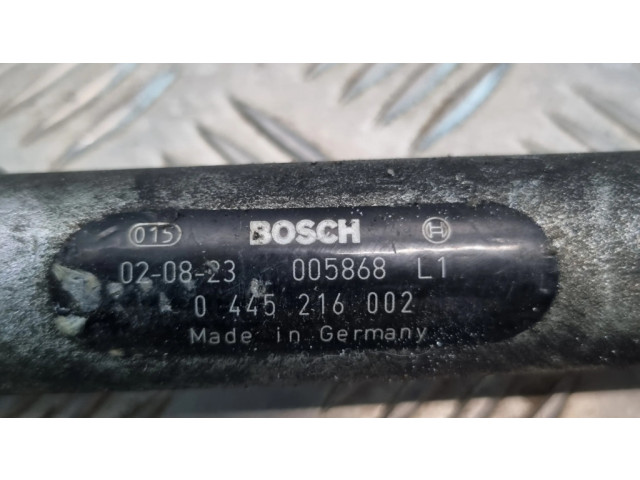 015 BOSCH
02-08-23 005868 L1
0 445 216 002
Made in Germany